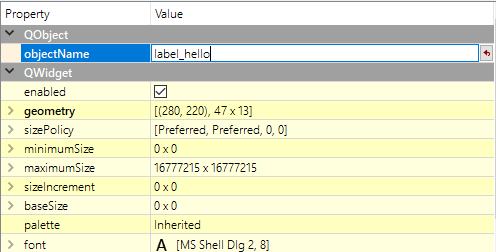 Property Value
QObject
objectName label_hello
QWidget
enabled
geometry [(280, 220), 47 x 13]
sizePolicy [Preferred, Preferred, 0, 0]
minimumSize 0 x 0
maximumSize 16777215 x 16777215
sizeIncrement 0 x 0
baseSize 0 x 0
palette Inherited
font A [MS Shell Dlg 2, 8]